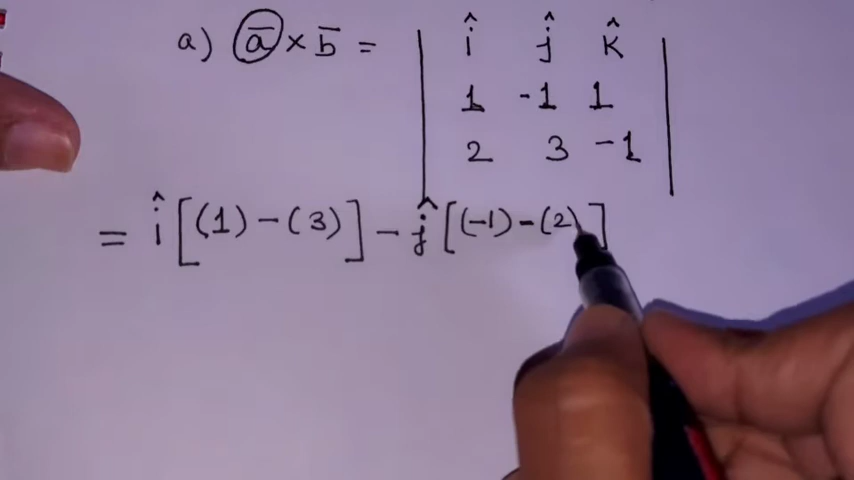 a) a̅ × b̅ = | î ĵ k̂ |
1 -1 1
2 3 -1
= î [(1) - (3)] - ĵ [(-1) - (2)]